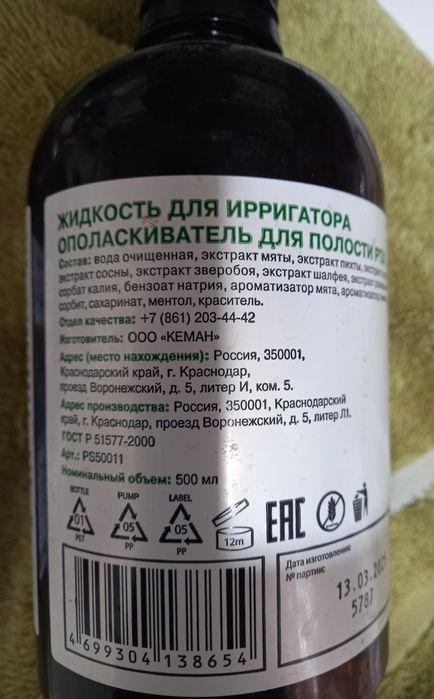 ЖИДКОСТЬ ДЛЯ ИРРИГАТОРА
ОПОЛАСКИВАТЕЛЬ ДЛЯ ПОЛОСТИ РТА
Состав: вода очищенная, экстракт мяты, экстракт пихты, экстракт
экстракт сосны, экстракт зверобоя, экстракт шалфея, экстракт
сорбат калия, бензоат натрия, ароматизатор мята, ароматизатор
сорбит, сахаринат, ментол, краситель.
Отдел качества: +7 (861) 203-44-42
Изготовитель: ООО «КЕМАН»
Адрес (место нахождения): Россия, 350001,
Краснодарский край, г. Краснодар,
проезд Воронежский, д. 5, литер И, ком. 5.
Адрес производства: Россия, 350001, Краснодарский
край, г. Краснодар, проезд Воронежский, д. 5, литер Л1.
ГОСТ Р 51577-2000
Арт.: PS50011
Номинальный объем: 500 мл
BOTTLE PUMP LABEL
01 05 05 12m
PET PP PP
EAC
Дата изготовления:
№ партии:
13.03.
5787
4 699304 138654